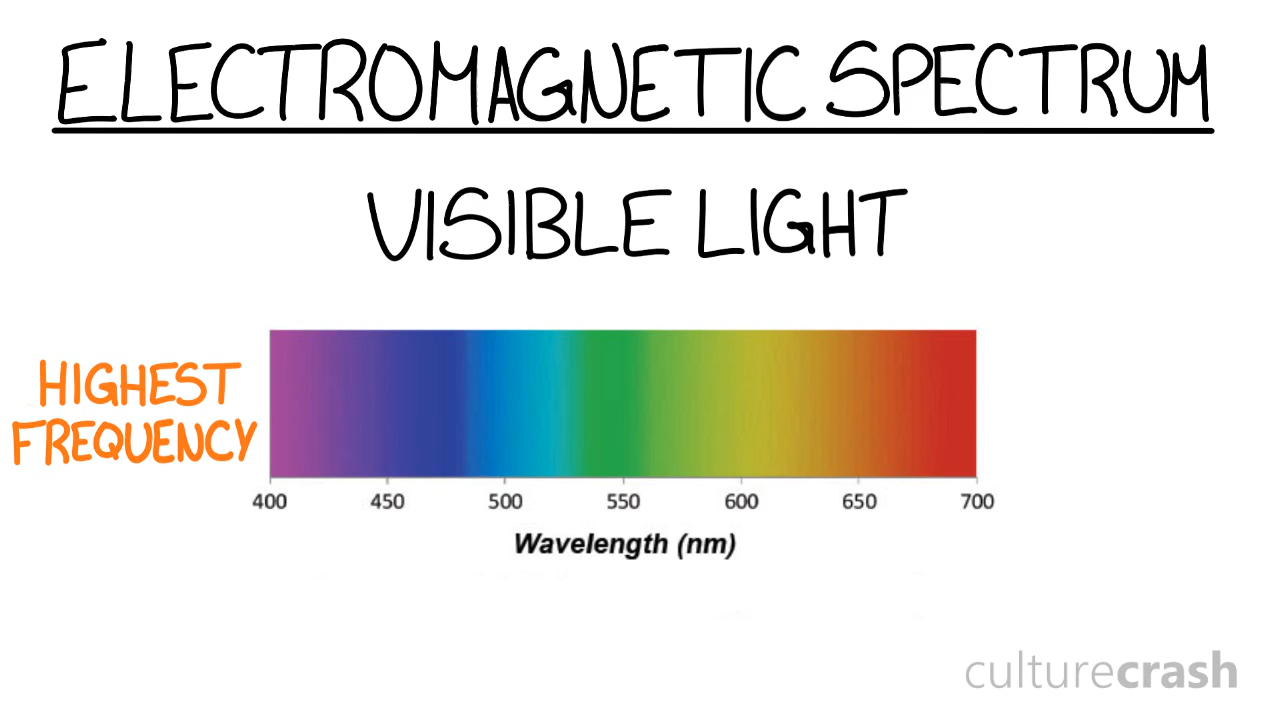 ELECTROMAGNETIC SPECTRUM
VISIBLE LIGHT
HIGHEST
FREQUENCY
400 450 500 550 600 650 700
Wavelength (nm)
culturecrash